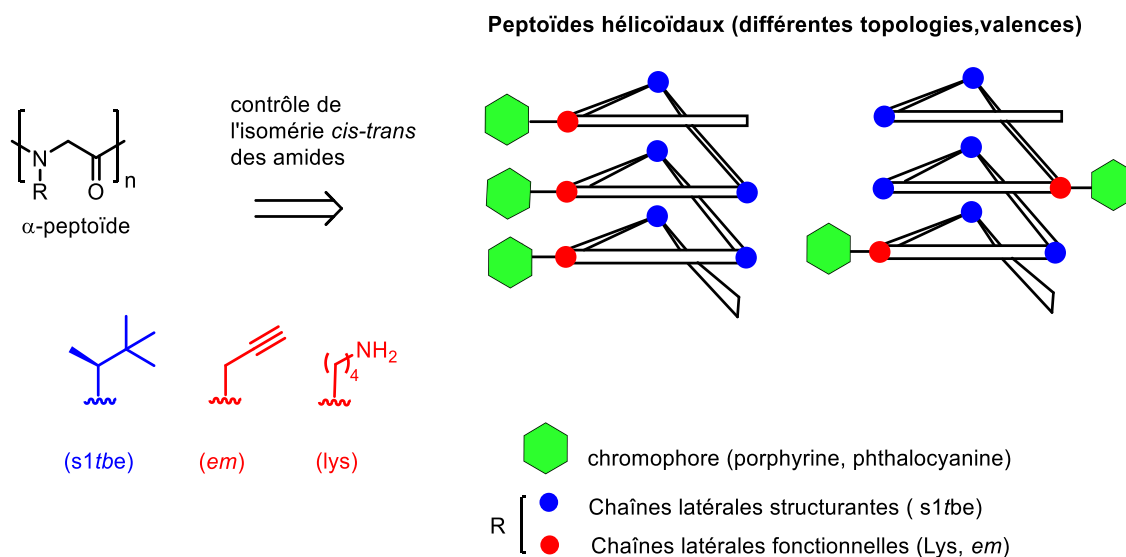 Peptoïdes hélicoïdaux (différentes topologies,valences)
contrôle de
l'isomérie cis-trans
des amides
N
R
O
n
α-peptoïde
NH2
4
(s1tbe)
(em)
(lys)
chromophore (porphyrine, phthalocyanine)
R
Chaînes latérales structurantes ( s1tbe)
Chaînes latérales fonctionnelles (Lys, em)